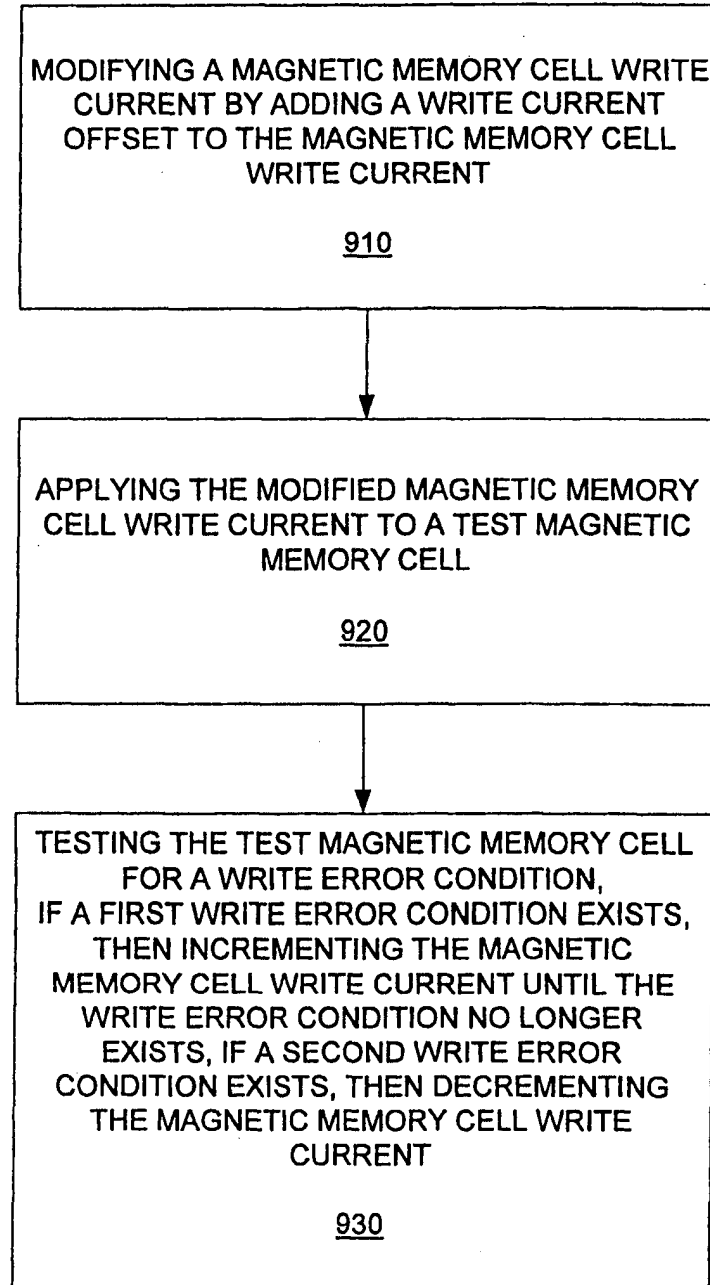 MODIFYING A MAGNETIC MEMORY CELL WRITE
CURRENT BY ADDING A WRITE CURRENT
OFFSET TO THE MAGNETIC MEMORY CELL
WRITE CURRENT
910
APPLYING THE MODIFIED MAGNETIC MEMORY
CELL WRITE CURRENT TO A TEST MAGNETIC
MEMORY CELL
920
TESTING THE TEST MAGNETIC MEMORY CELL
FOR A WRITE ERROR CONDITION,
IF A FIRST WRITE ERROR CONDITION EXISTS,
THEN INCREMENTING THE MAGNETIC
MEMORY CELL WRITE CURRENT UNTIL THE
WRITE ERROR CONDITION NO LONGER
EXISTS, IF A SECOND WRITE ERROR
CONDITION EXISTS, THEN DECREMENTING
THE MAGNETIC MEMORY CELL WRITE
CURRENT
930